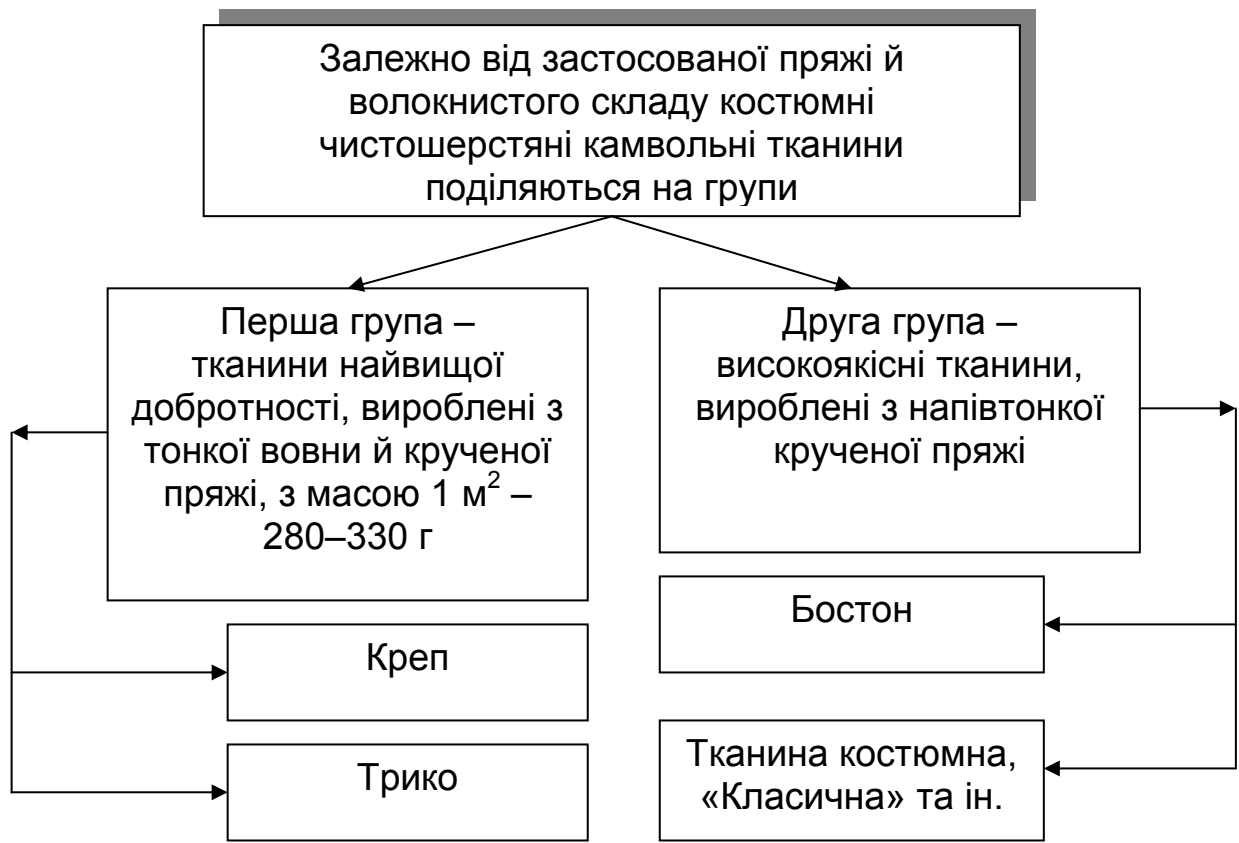 Залежно від застосованої пряжі й
волокнистого складу костюмні
чистошерстяні камвольні тканини
поділяються на групи
Перша група –
тканини найвищої
добротності, вироблені з
тонкої вовни й крученої
пряжі, з масою 1 м² –
280–330 г
Друга група –
високоякісні тканини,
вироблені з напівтонкої
крученої пряжі
Креп
Трико
Бостон
Тканина костюмна,
«Класична» та ін.